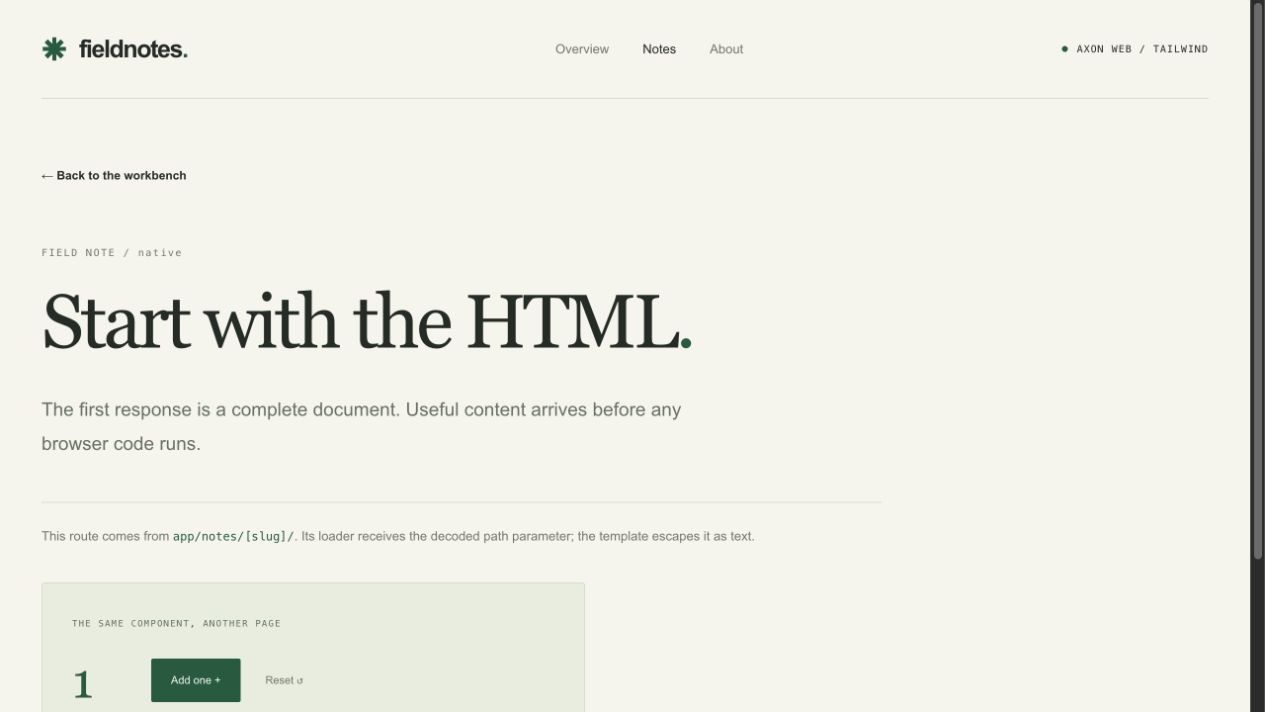 fieldnotes.
Overview Notes About
AXON WEB / TAILWIND
← Back to the workbench
FIELD NOTE / native
Start with the HTML.
The first response is a complete document. Useful content arrives before any
browser code runs.
This route comes from app/notes/[slug]/. Its loader receives the decoded path parameter; the template escapes it as text.
THE SAME COMPONENT, ANOTHER PAGE
1 Add one + Reset ↺